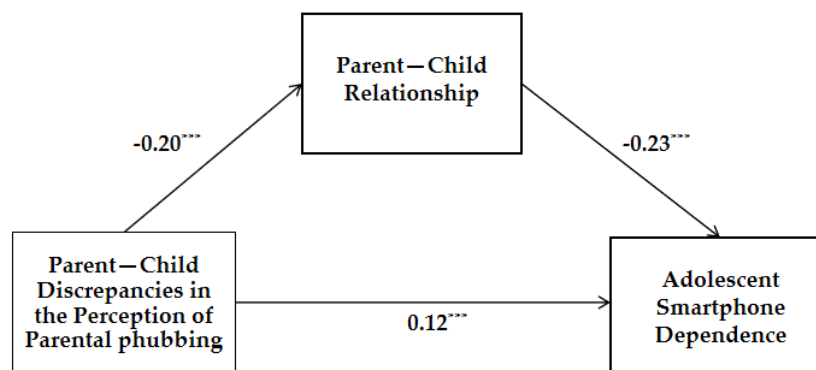 Parent—Child
Relationship
-0.20***
-0.23***
Parent—Child
Discrepancies in
the Perception of
Parental phubbing
0.12***
Adolescent
Smartphone
Dependence